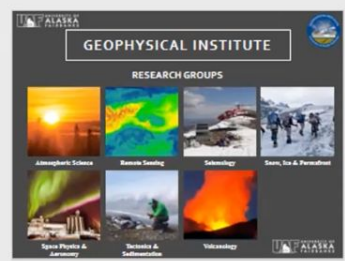 UNIVERSITY OF
ALASKA
FAIRBANKS
GEOPHYSICAL INSTITUTE
RESEARCH GROUPS
Atmospheric Science
Remote Sensing
Seismology
Snow, Ice & Permafrost
Space Physics &
Aeronomy
Tectonics &
Sedimentation
Volcanology
UAF
UNIVERSITY OF
ALASKA
FAIRBANKS